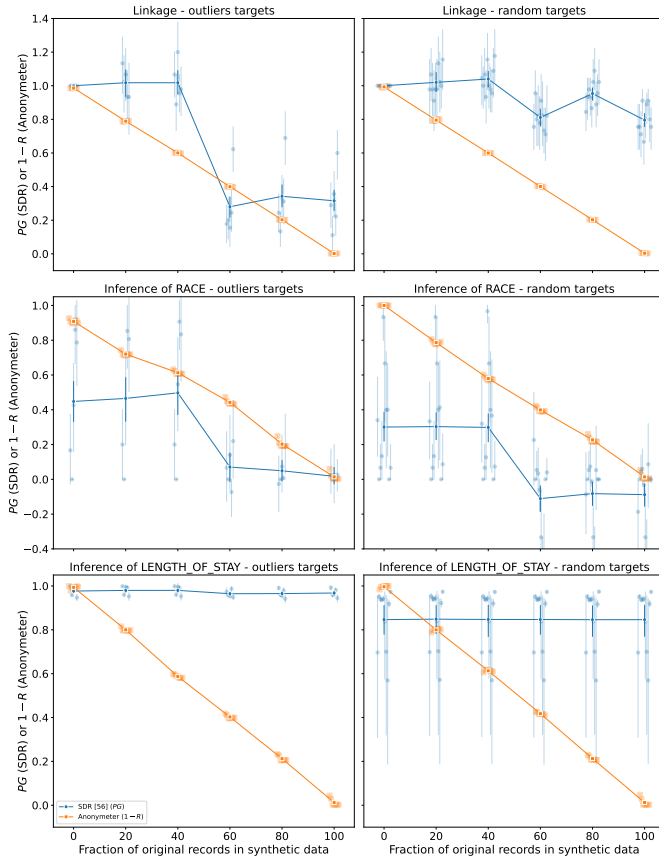 Linkage - outliers targets
Linkage - random targets
1.4
1.2
1.0
0.8
0.6
0.4
0.2
0.0
PG (SDR) or 1 − R (Anonymeter)
Inference of RACE - outliers targets
Inference of RACE - random targets
1.0
0.8
0.6
0.4
0.2
0.0
−0.2
−0.4
PG (SDR) or 1 − R (Anonymeter)
Inference of LENGTH_OF_STAY - outliers targets
Inference of LENGTH_OF_STAY - random targets
1.0
0.8
0.6
0.4
0.2
0.0
PG (SDR) or 1 − R (Anonymeter)
SDR [56] (PG)
Anonymeter (1−R)
0 20 40 60 80 100
0 20 40 60 80 100
Fraction of original records in synthetic data
Fraction of original records in synthetic data